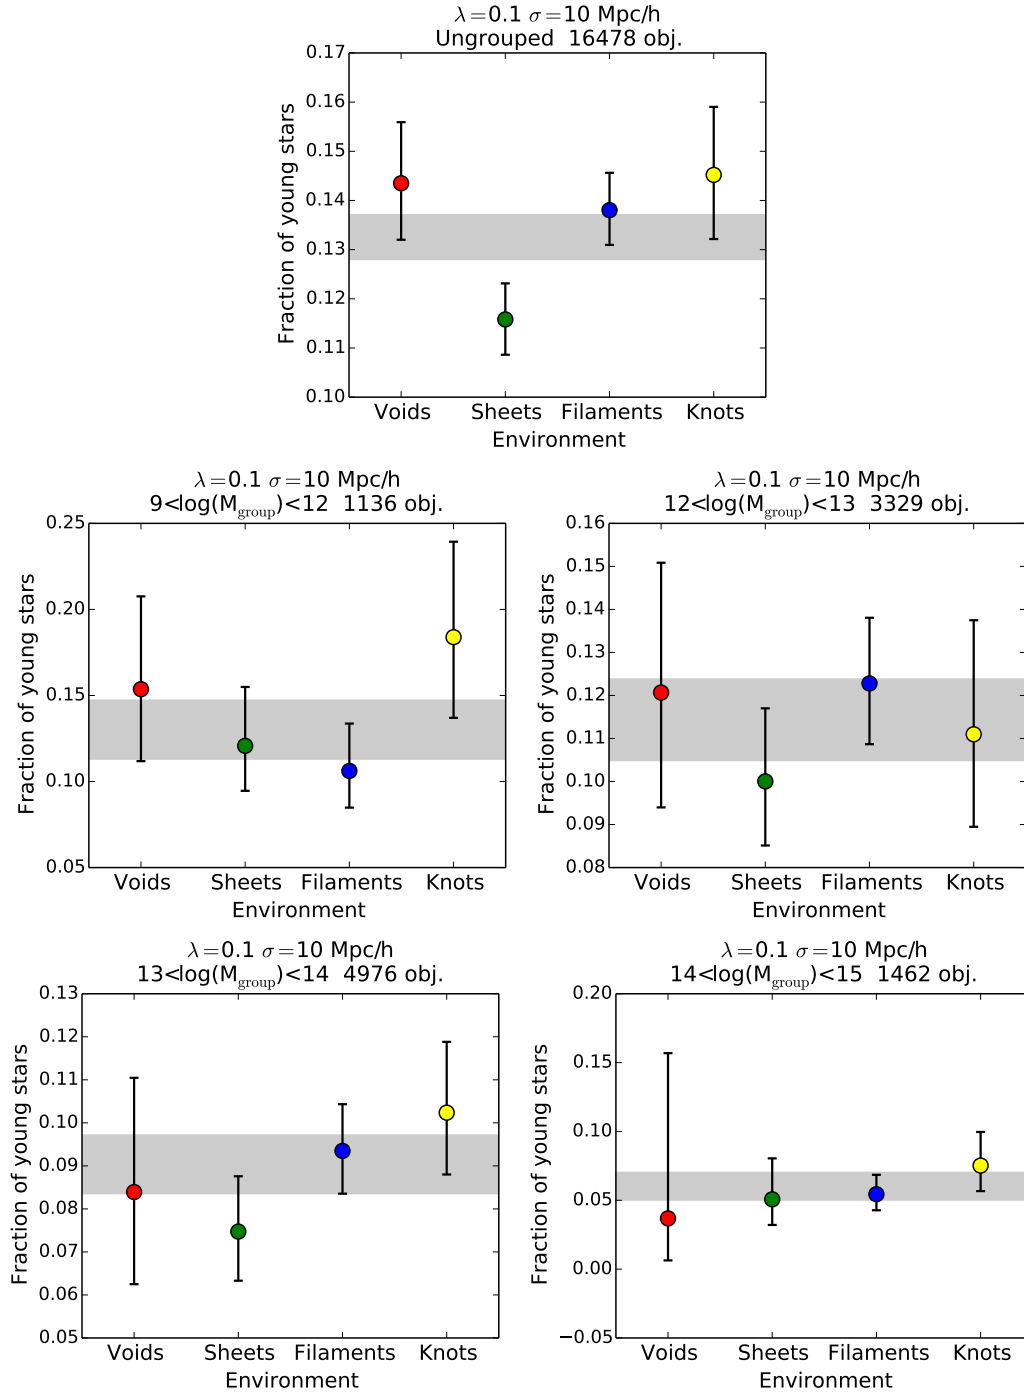 λ=0.1 σ=10 Mpc/h
Ungrouped 16478 obj.
0.17
0.16
0.15
0.14
0.13
0.12
0.11
0.10
Fraction of young stars
Voids Sheets Filaments Knots
Environment
λ=0.1 σ=10 Mpc/h
9<log(Mgroup)<12 1136 obj.
0.25
0.20
0.15
0.10
0.05
Fraction of young stars
Voids Sheets Filaments Knots
Environment
λ=0.1 σ=10 Mpc/h
12<log(Mgroup)<13 3329 obj.
0.16
0.15
0.14
0.13
0.12
0.11
0.10
0.09
0.08
Fraction of young stars
Voids Sheets Filaments Knots
Environment
λ=0.1 σ=10 Mpc/h
13<log(Mgroup)<14 4976 obj.
0.13
0.12
0.11
0.10
0.09
0.08
0.07
0.06
0.05
Fraction of young stars
Voids Sheets Filaments Knots
Environment
λ=0.1 σ=10 Mpc/h
14<log(Mgroup)<15 1462 obj.
0.20
0.15
0.10
0.05
0.00
−0.05
Fraction of young stars
Voids Sheets Filaments Knots
Environment